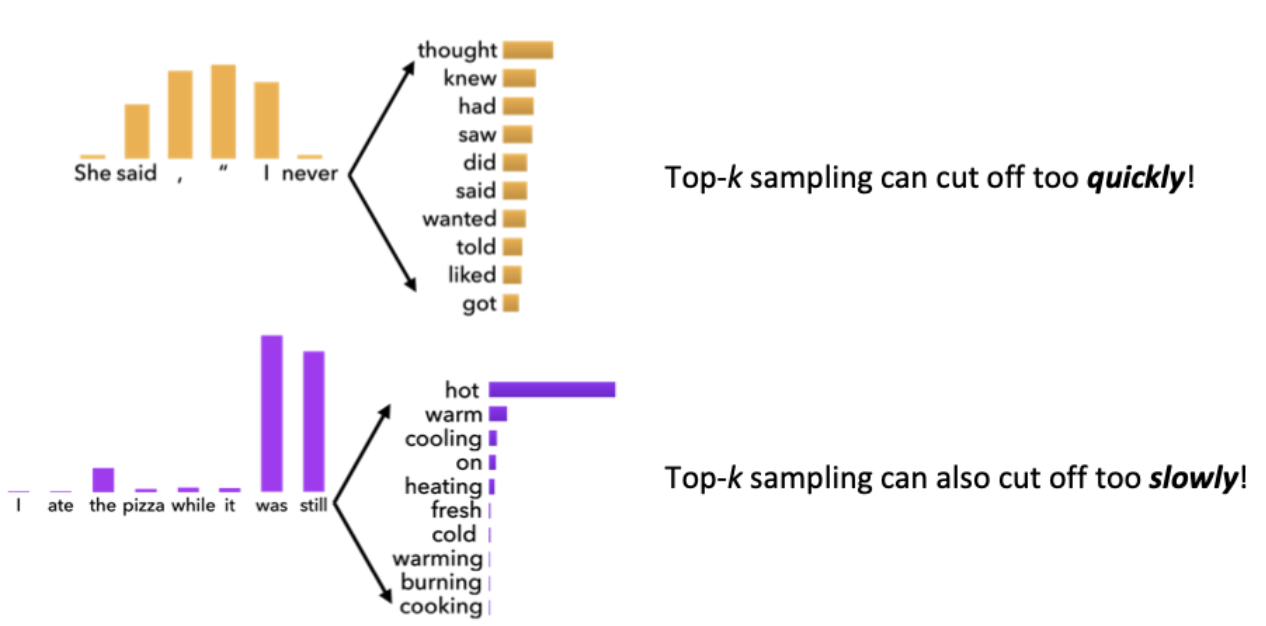 thought
knew
had
saw
did
said
wanted
told
liked
got
She said , “ I never
Top-k sampling can cut off too quickly!
hot
warm
cooling
on
heating
fresh
cold
warming
burning
cooking
I ate the pizza while it was still
Top-k sampling can also cut off too slowly!